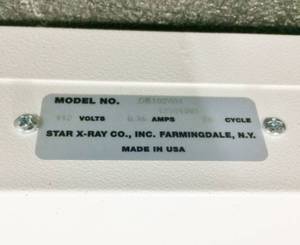 MODEL NO.
VOLTS AMPS CYCLE
STAR X-RAY CO., INC. FARMINGDALE, N.Y.
MADE IN USA